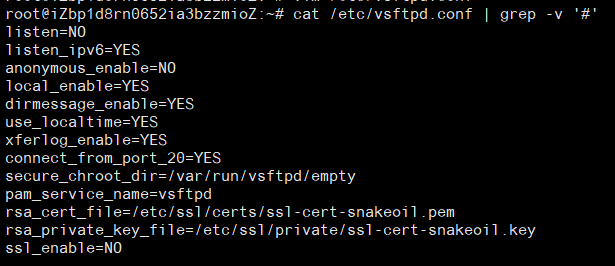 root@iZbp1d8rn0652ia3bzzmioZ:~# cat /etc/vsftpd.conf | grep -v '#'
listen=NO
listen_ipv6=YES
anonymous_enable=NO
local_enable=YES
dirmessage_enable=YES
use_localtime=YES
xferlog_enable=YES
connect_from_port_20=YES
secure_chroot_dir=/var/run/vsftpd/empty
pam_service_name=vsftpd
rsa_cert_file=/etc/ssl/certs/ssl-cert-snakeoil.pem
rsa_private_key_file=/etc/ssl/private/ssl-cert-snakeoil.key
ssl_enable=NO